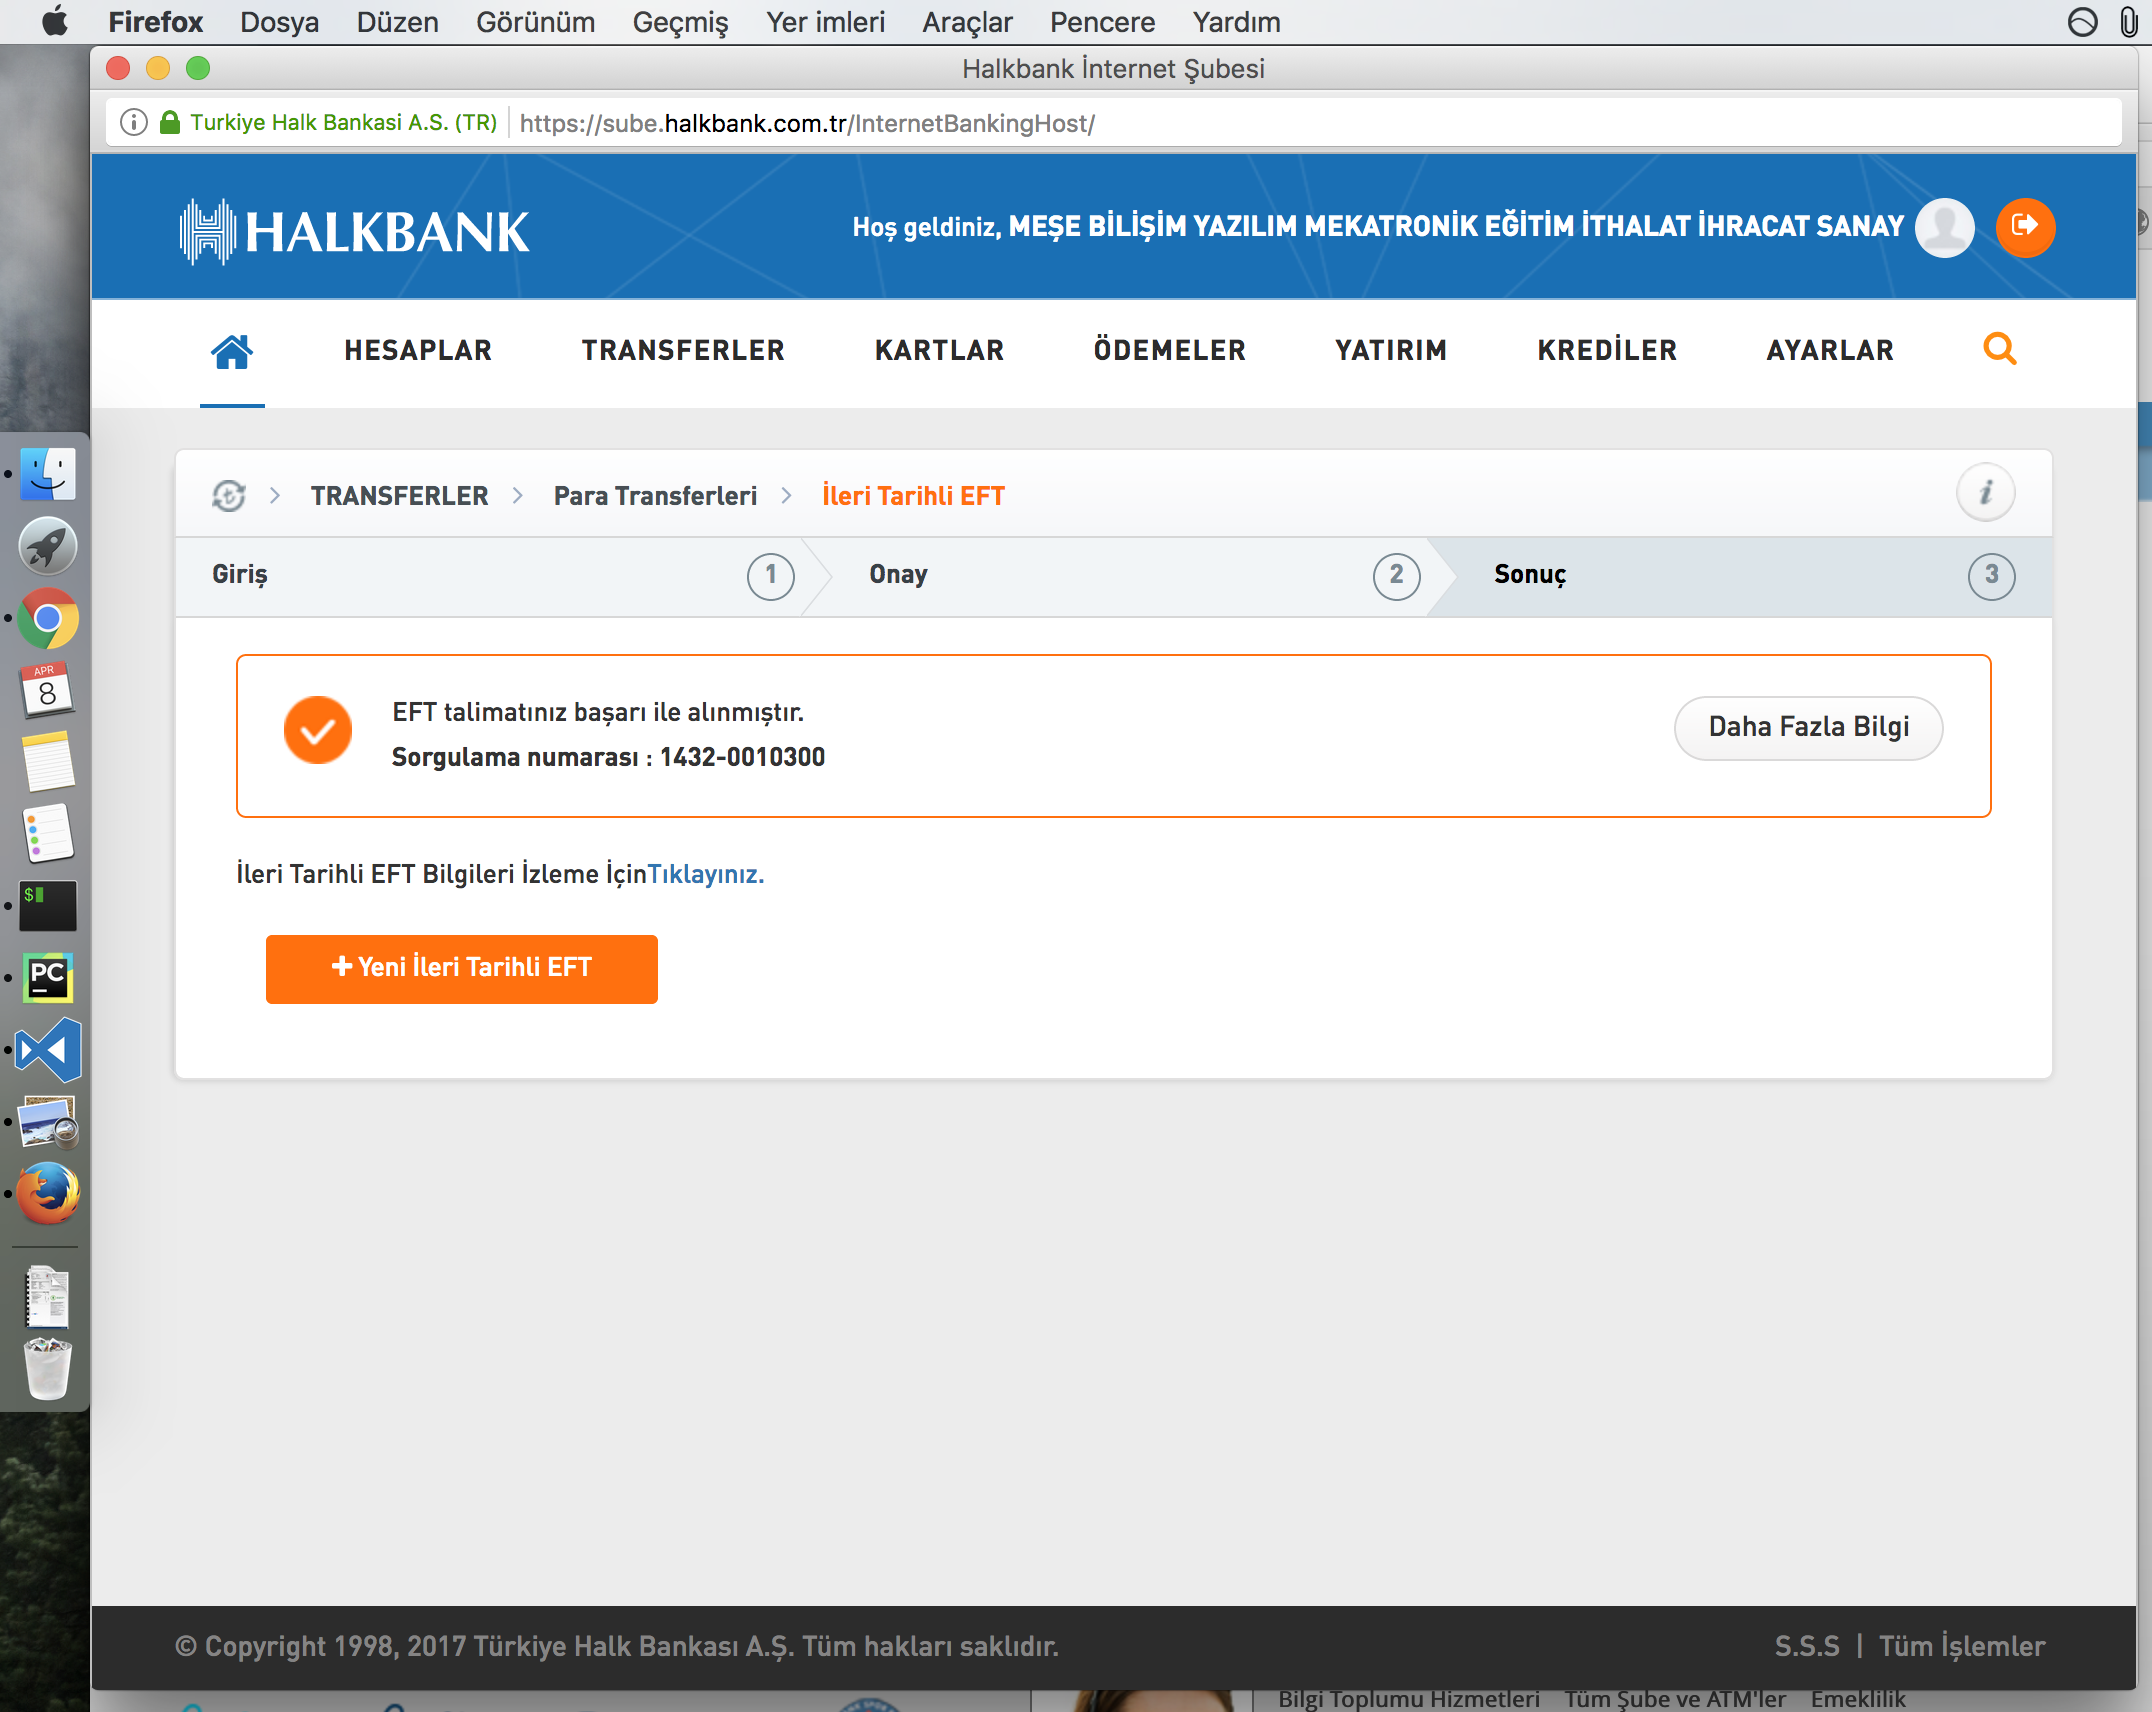 Firefox Dosya Düzen Görünüm Geçmiş Yer imleri Araçlar Pencere Yardım
Halkbank İnternet Şubesi
Turkiye Halk Bankasi A.S. (TR) https://sube.halkbank.com.tr/InternetBankingHost/
HALKBANK
Hoş geldiniz, MEŞE BİLİŞİM YAZILIM MEKATRONİK EĞİTİM İTHALAT İHRACAT SANAY
HESAPLAR TRANSFERLER KARTLAR ÖDEMELER YATIRIM KREDİLER AYARLAR
TRANSFERLER > Para Transferleri > İleri Tarihli EFT
Giriş 1 Onay 2 Sonuç 3
EFT talimatınız başarı ile alınmıştır.
Sorgulama numarası : 1432-0010300
Daha Fazla Bilgi
İleri Tarihli EFT Bilgileri İzleme İçinTıklayınız.
+ Yeni İleri Tarihli EFT
APR
8
$
PC
© Copyright 1998, 2017 Türkiye Halk Bankası A.Ş. Tüm hakları saklıdır.
S.S.S | Tüm İşlemler
Bilgi Toplumu Hizmetleri Tüm Şube ve ATM'ler Emeklilik